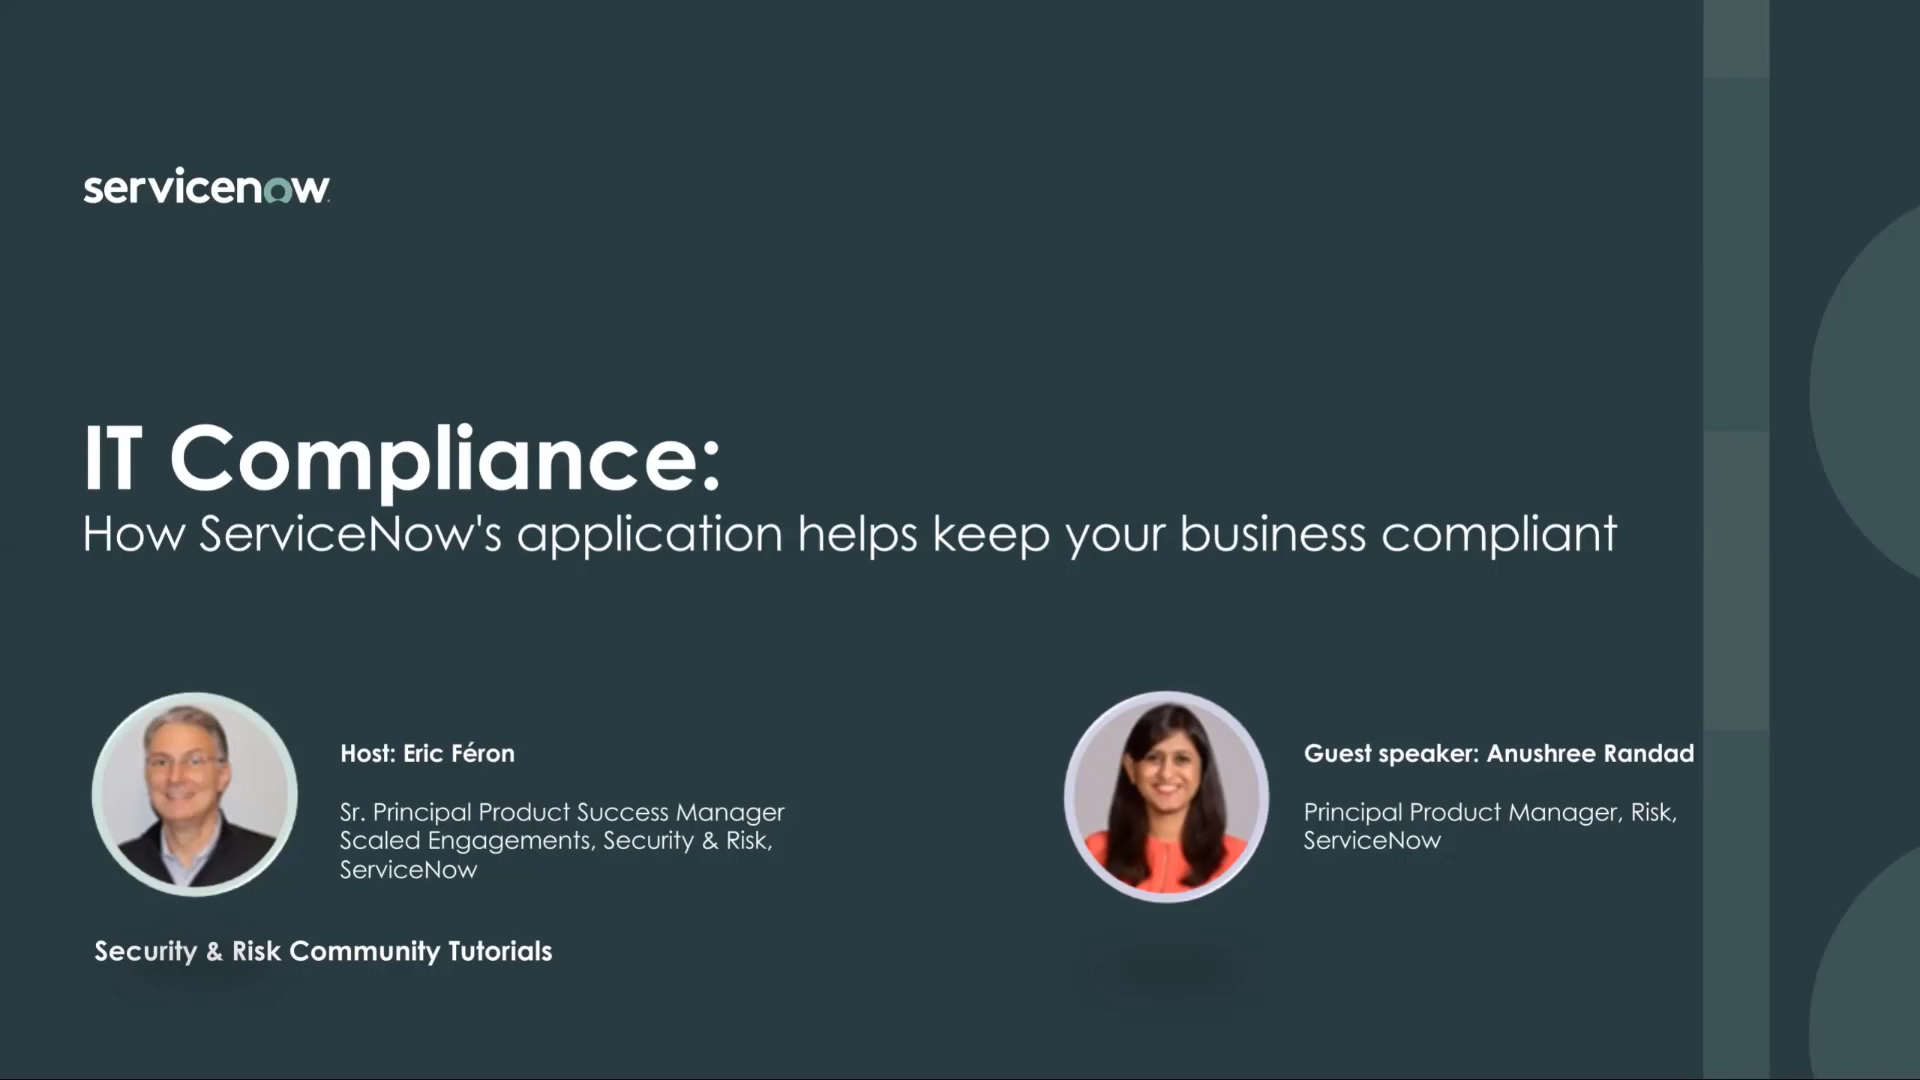 servicenow
IT Compliance:
How ServiceNow's application helps keep your business compliant
Host: Eric Féron
Sr. Principal Product Success Manager
Scaled Engagements, Security & Risk,
ServiceNow
Guest speaker: Anushree Randad
Principal Product Manager, Risk,
ServiceNow
Security & Risk Community Tutorials